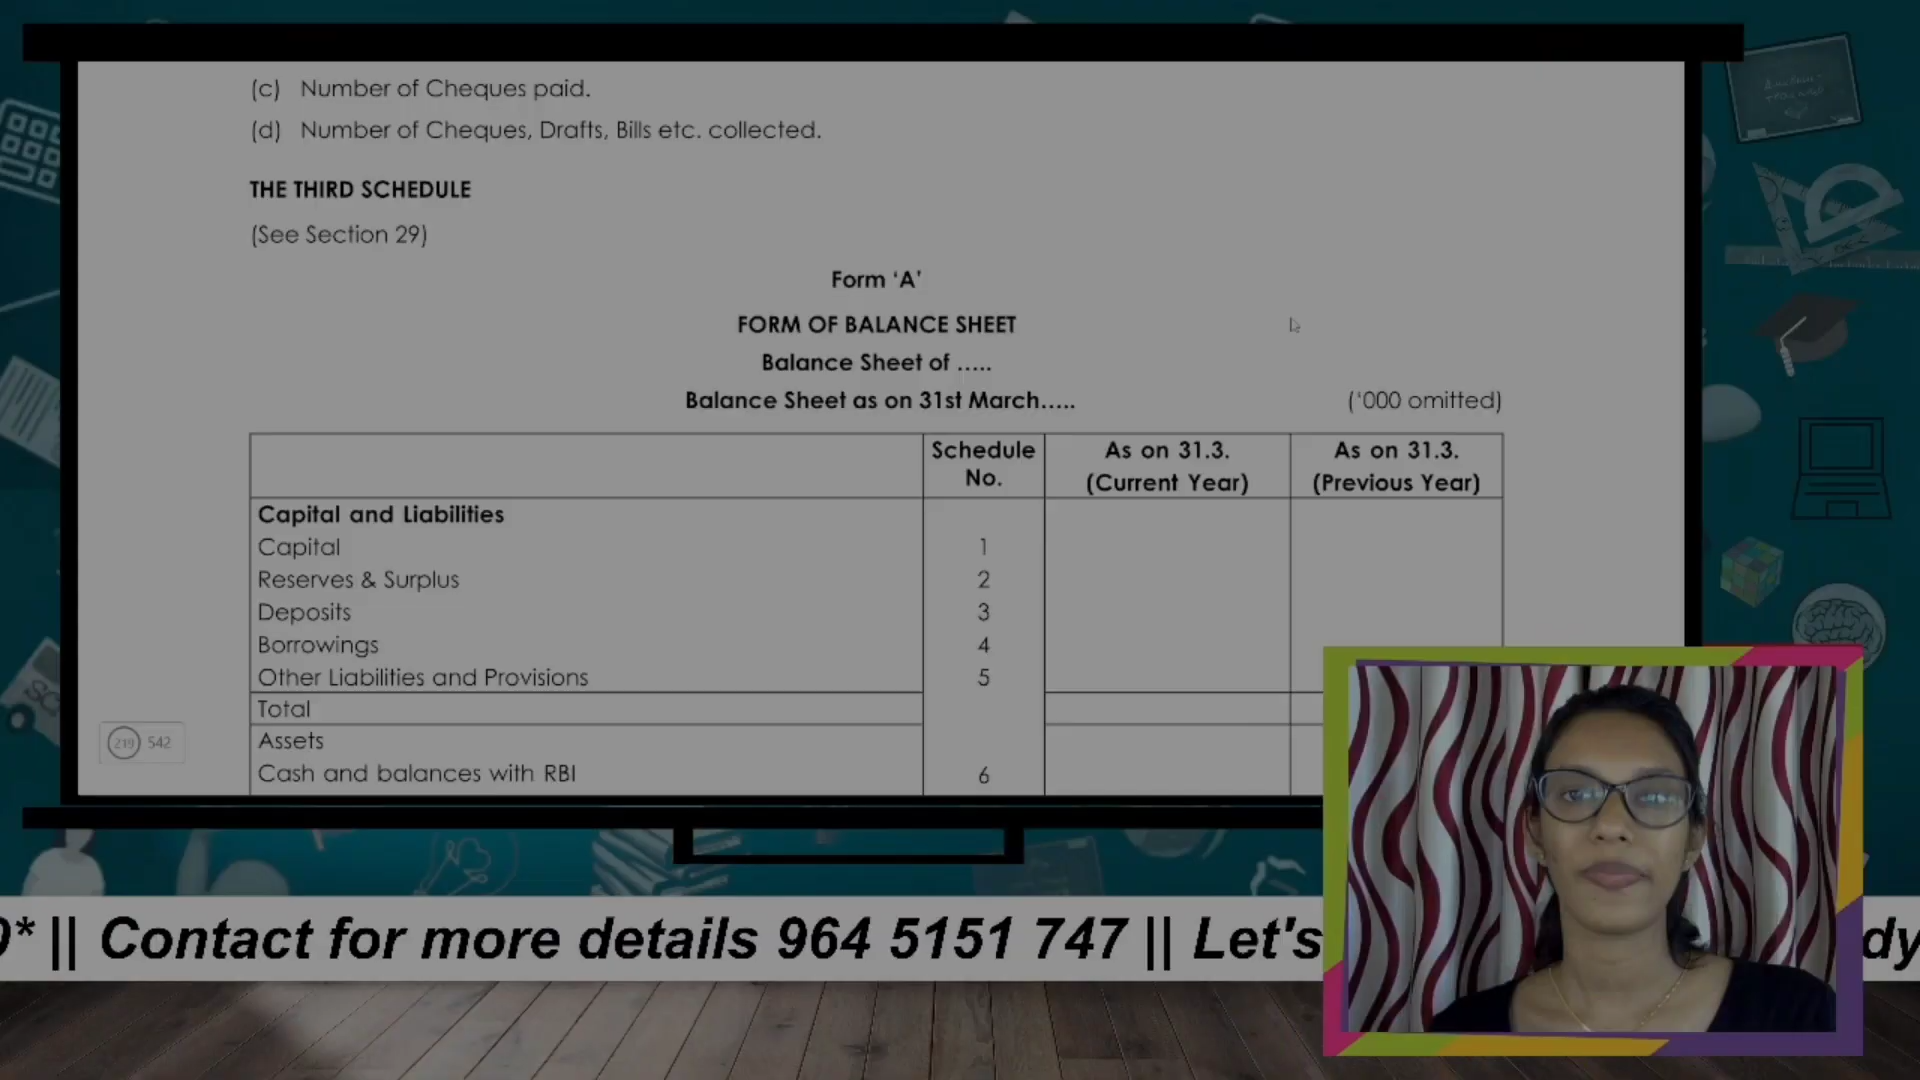 (c) Number of Cheques paid.
(d) Number of Cheques, Drafts, Bills etc. collected.
THE THIRD SCHEDULE
(See Section 29)
Form ‘A’
FORM OF BALANCE SHEET
Balance Sheet of .....
Balance Sheet as on 31st March..... (‘000 omitted)
Schedule No. As on 31.3. (Current Year) As on 31.3. (Previous Year)
Capital and Liabilities
Capital 1
Reserves & Surplus 2
Deposits 3
Borrowings 4
Other Liabilities and Provisions 5
Total
Assets
Cash and balances with RBI 6
219 542
* || Contact for more details 964 5151 747 || Let's